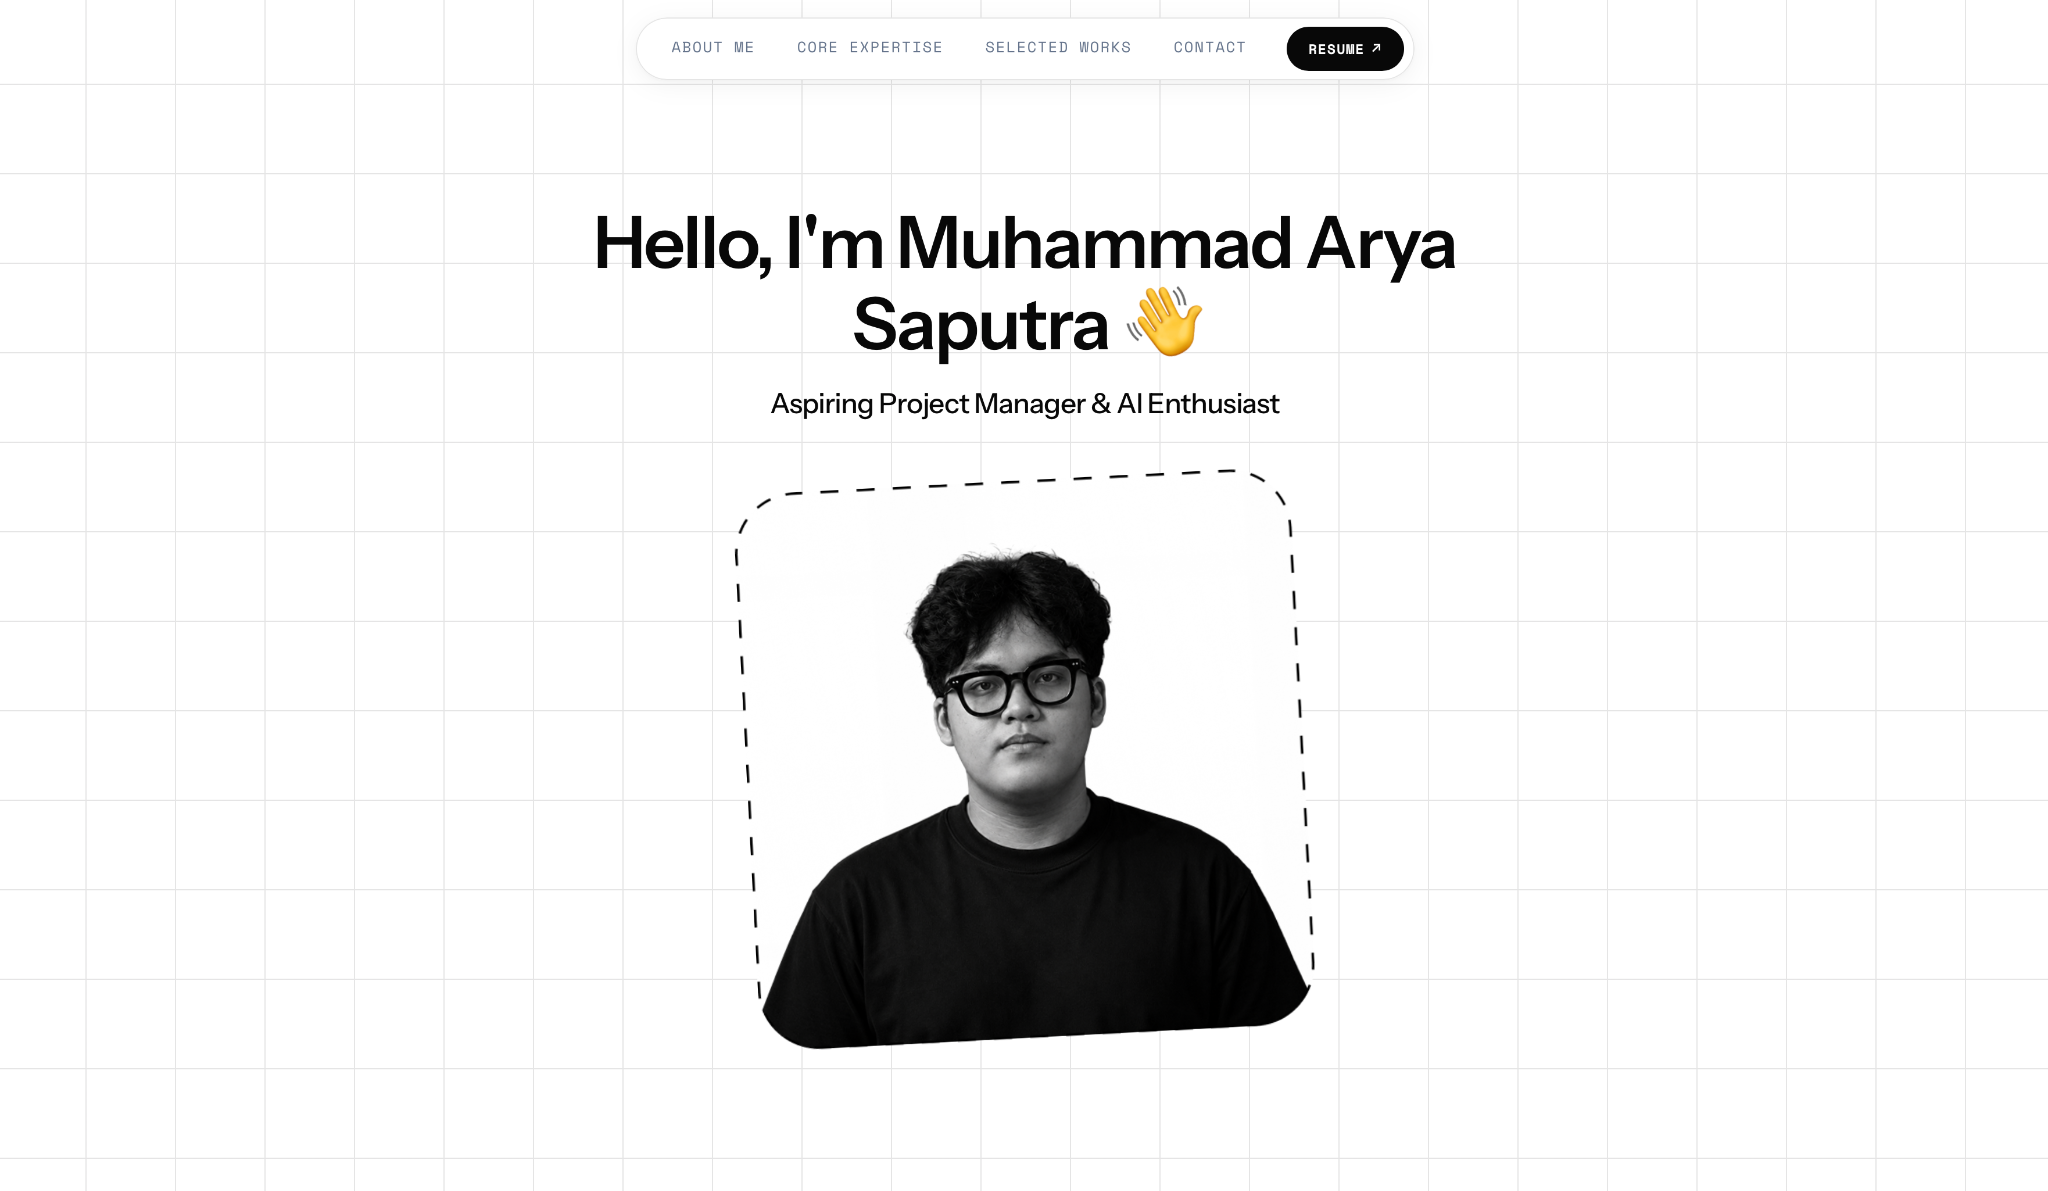 ABOUT ME CORE EXPERTISE SELECTED WORKS CONTACT RESUME ↗
Hello, I'm Muhammad Arya
Saputra 👋
Aspiring Project Manager & AI Enthusiast